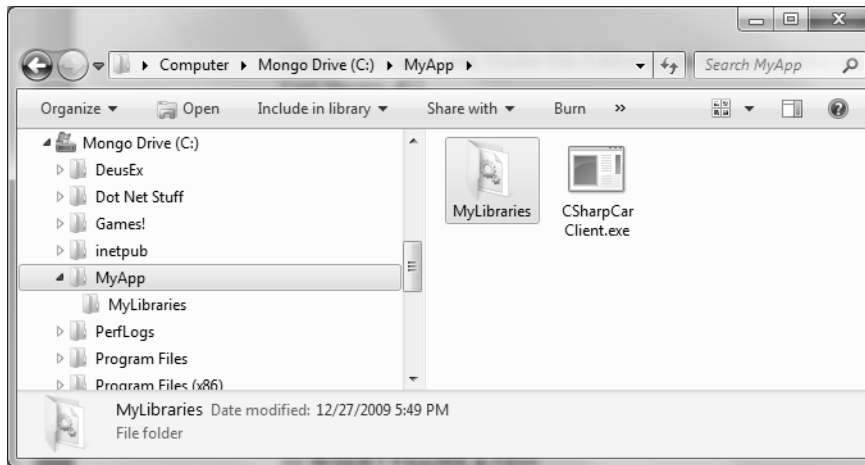 Computer ▸ Mongo Drive (C:) ▸ MyApp ▸
Search MyApp
Organize ▾ Open Include in library ▾ Share with ▾ Burn »
Mongo Drive (C:)
DeusEx
Dot Net Stuff
Games!
inetpub
MyApp
MyLibraries
PerfLogs
Program Files
Program Files (x86)
MyLibraries
CSharpCar
Client.exe
MyLibraries Date modified: 12/27/2009 5:49 PM
File folder